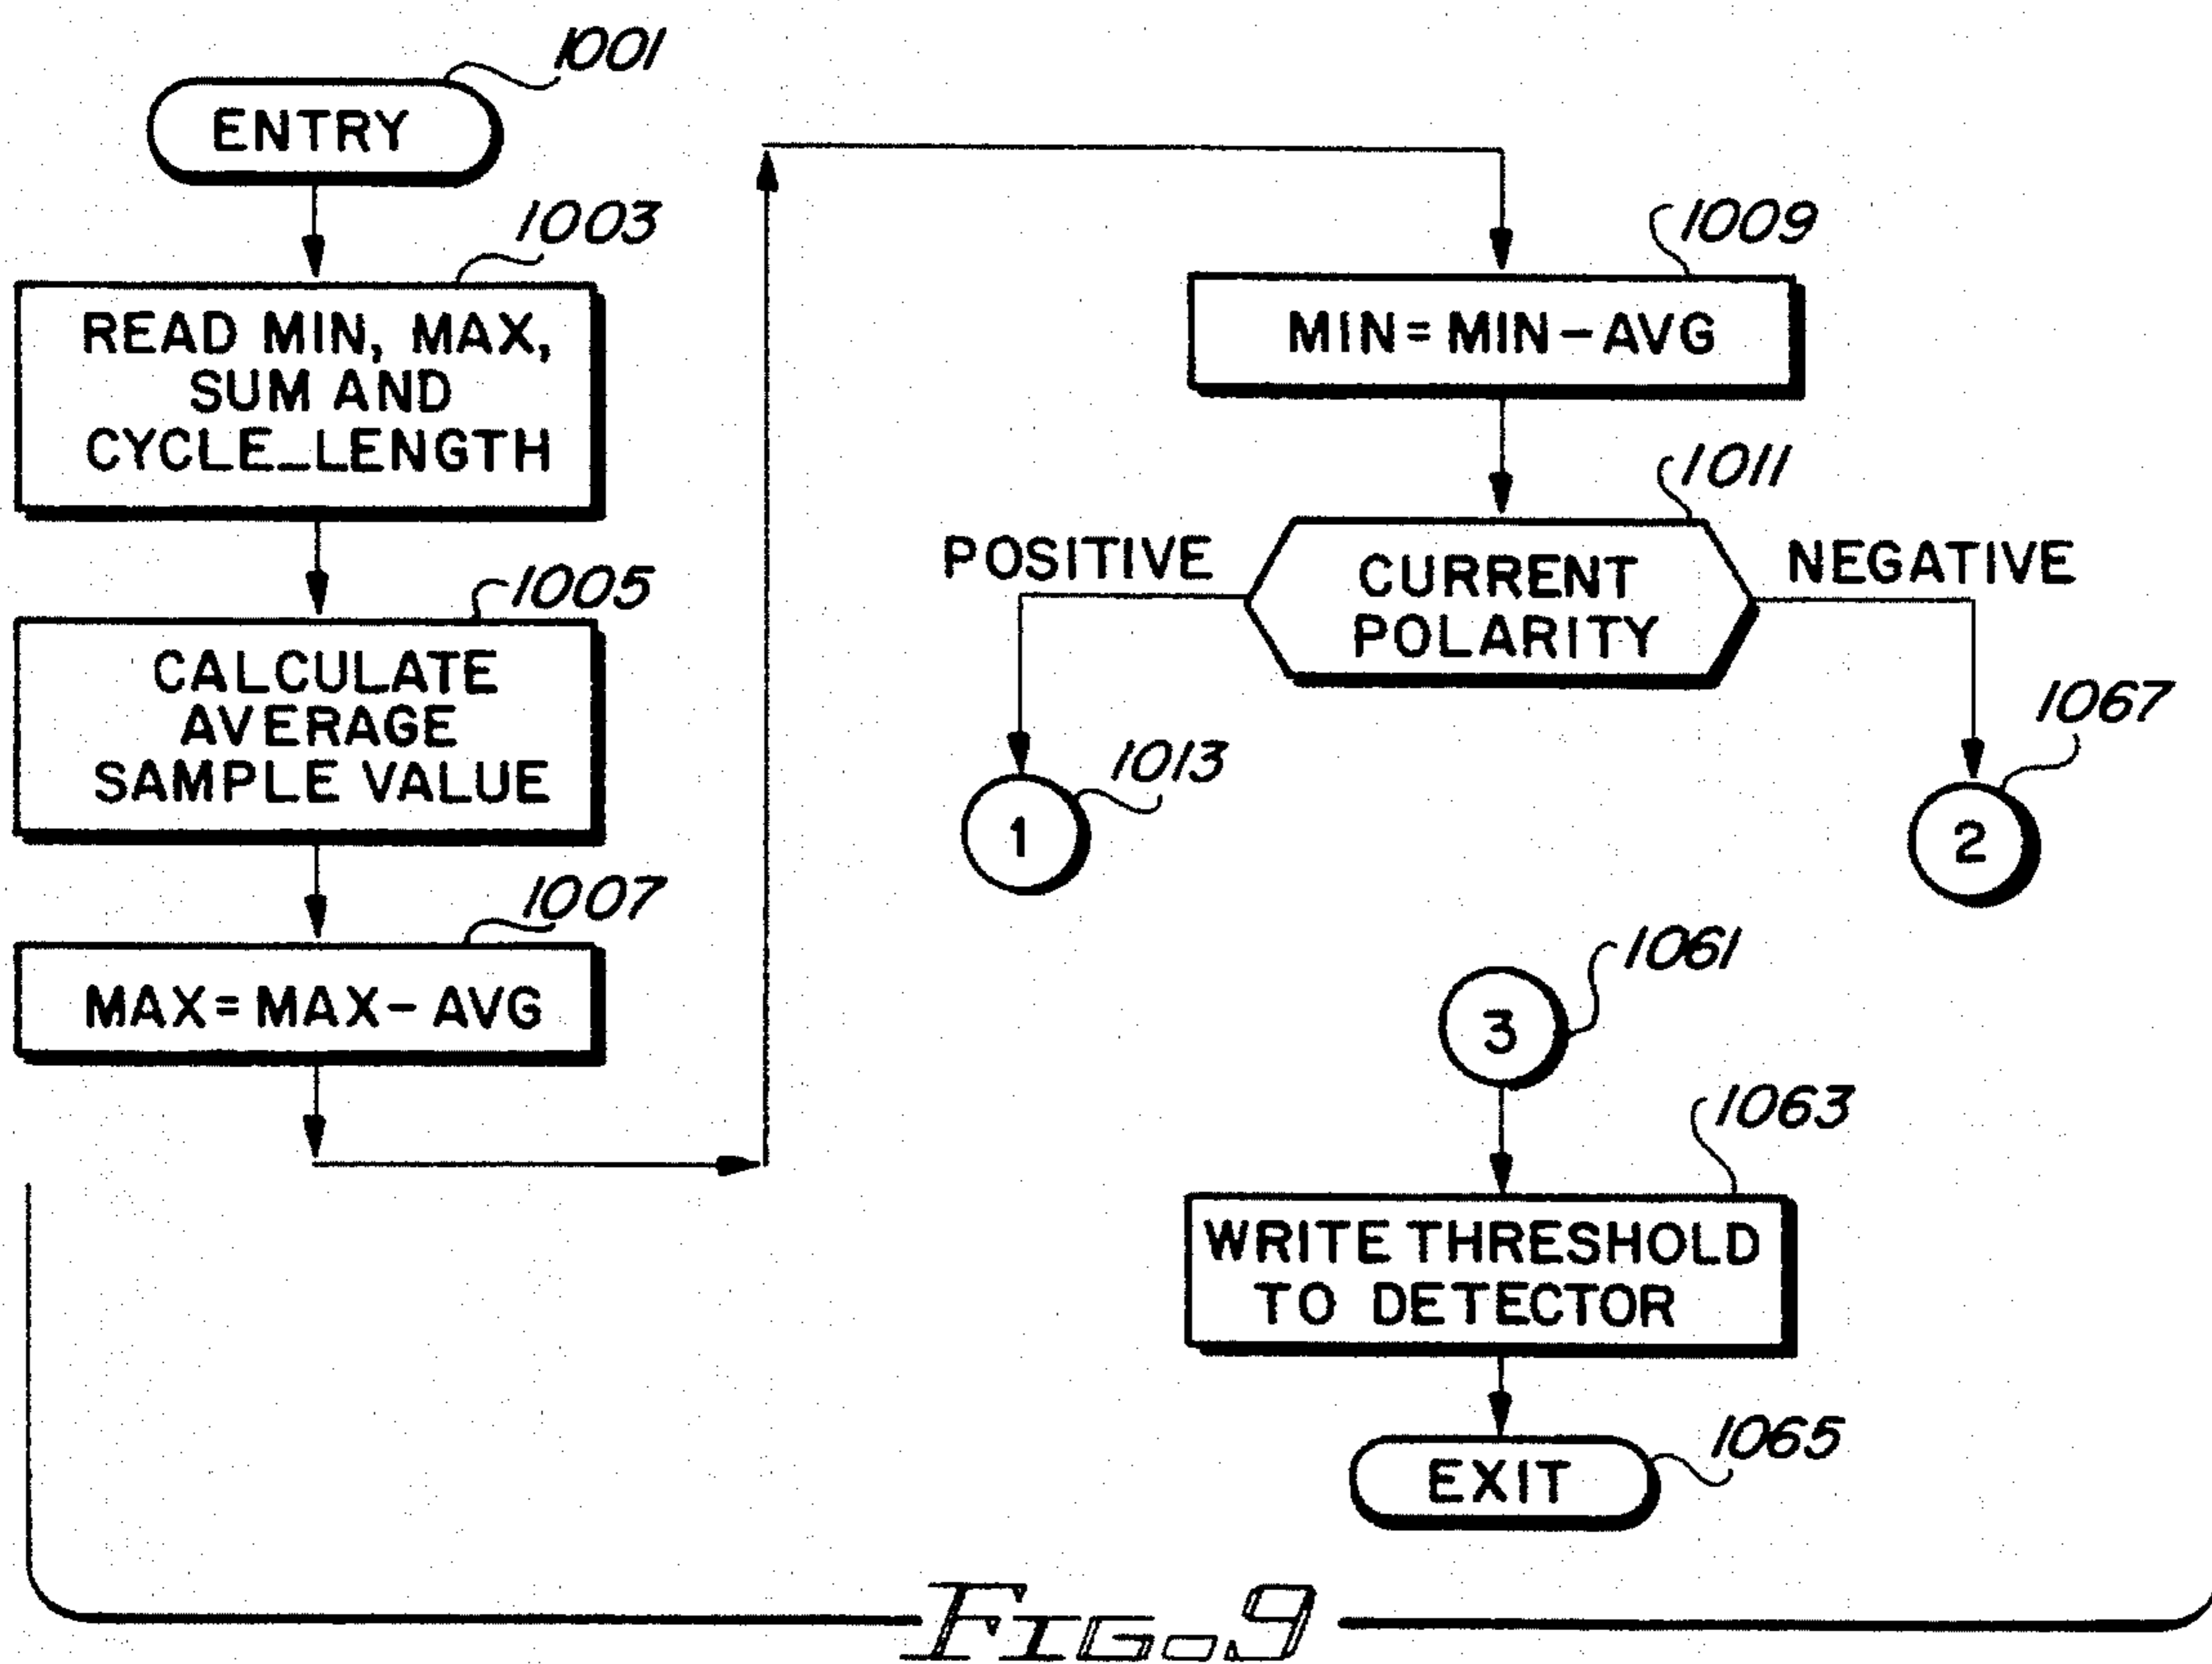 1001
ENTRY
1003
READ MIN, MAX,
SUM AND
CYCLE_LENGTH
1005
CALCULATE
AVERAGE
SAMPLE VALUE
1007
MAX=MAX-AVG
1009
MIN=MIN-AVG
1011
CURRENT
POLARITY
POSITIVE
NEGATIVE
1013
1
1067
2
1061
3
1063
WRITE THRESHOLD
TO DETECTOR
1065
EXIT
FIG. 9